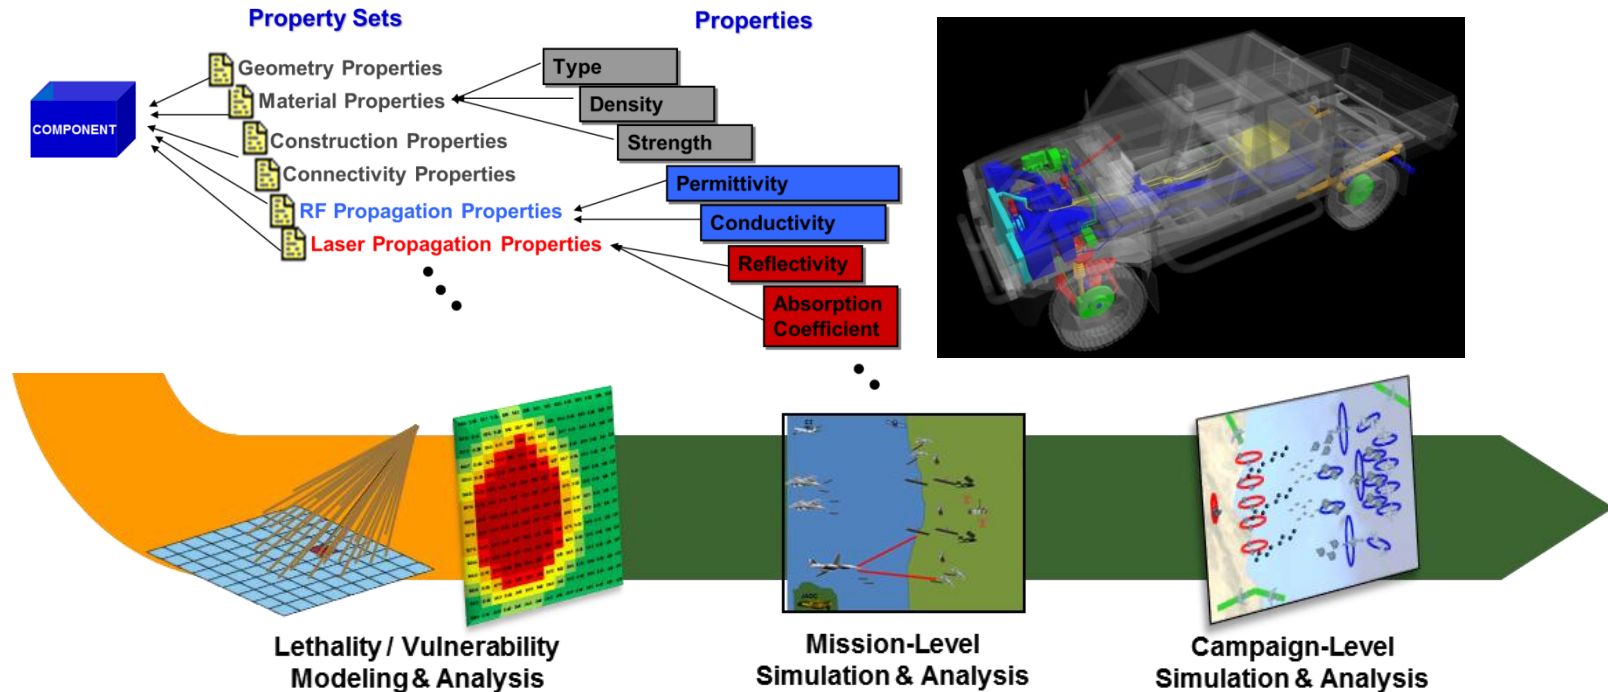 Property Sets
Properties
COMPONENT
Geometry Properties
Material Properties
Construction Properties
Connectivity Properties
RF Propagation Properties
Laser Propagation Properties
Type
Density
Strength
Permittivity
Conductivity
Reflectivity
Absorption
Coefficient
JAOC
Lethality / Vulnerability
Modeling & Analysis
Mission-Level
Simulation & Analysis
Campaign-Level
Simulation & Analysis